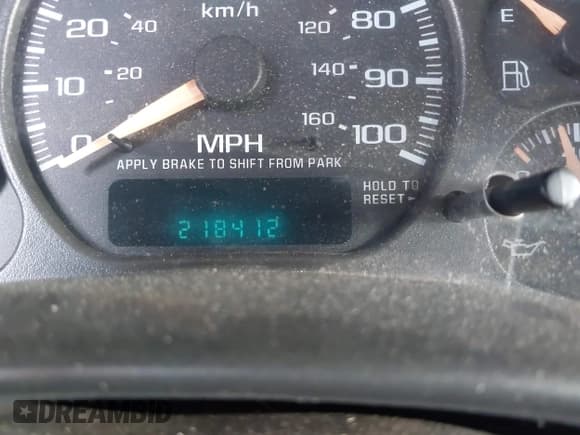 km/h
20
40
120
80
E
10
20
140
90
0
MPH
160
100
APPLY BRAKE TO SHIFT FROM PARK
HOLD TO
RESET
218412
DREAMBID